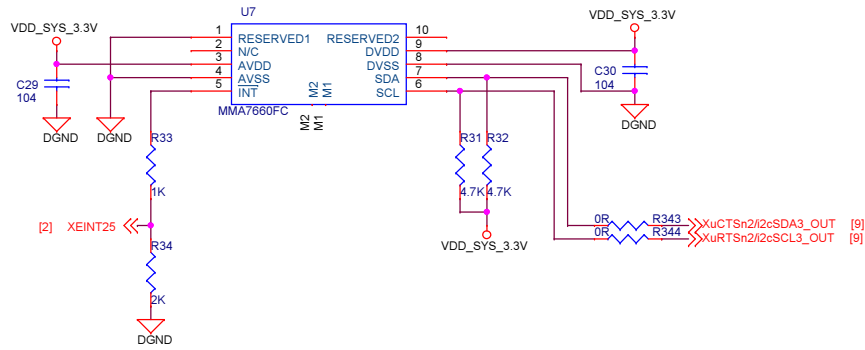 U7
VDD_SYS_3.3V
VDD_SYS_3.3V
1 RESERVED1 RESERVED2 10
2 N/C DVDD 9
3 AVDD DVSS 8
4 AVSS SDA 7
5 INT SCL 6
M2
M1
MMA7660FC
M2
M1
C29
104
C30
104
DGND
DGND
DGND
R33
1K
R31
R32
4.7K
4.7K
[2] XEINT25
R34
2K
DGND
VDD_SYS_3.3V
0R R343 XuCTSn2/i2cSDA3_OUT [9]
0R R344 XuRTSn2/i2cSCL3_OUT [9]